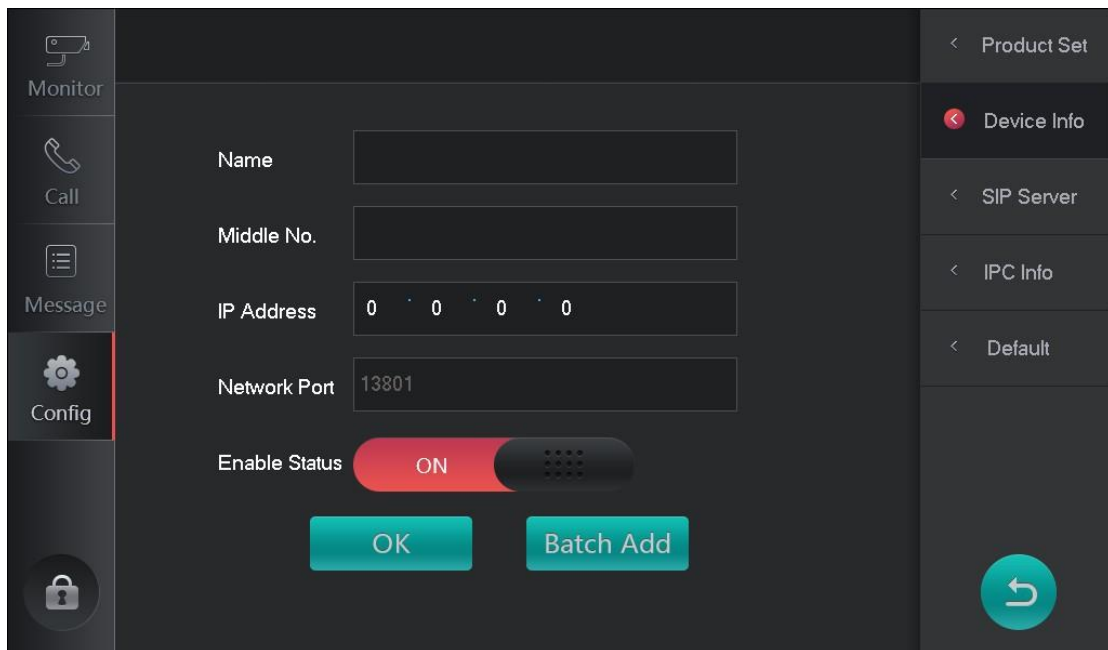 Monitor
Call
Message
Config
Name
Middle No.
IP Address 0 . 0 . 0 . 0
Network Port 13801
Enable Status ON
OK Batch Add
Product Set
Device Info
SIP Server
IPC Info
Default